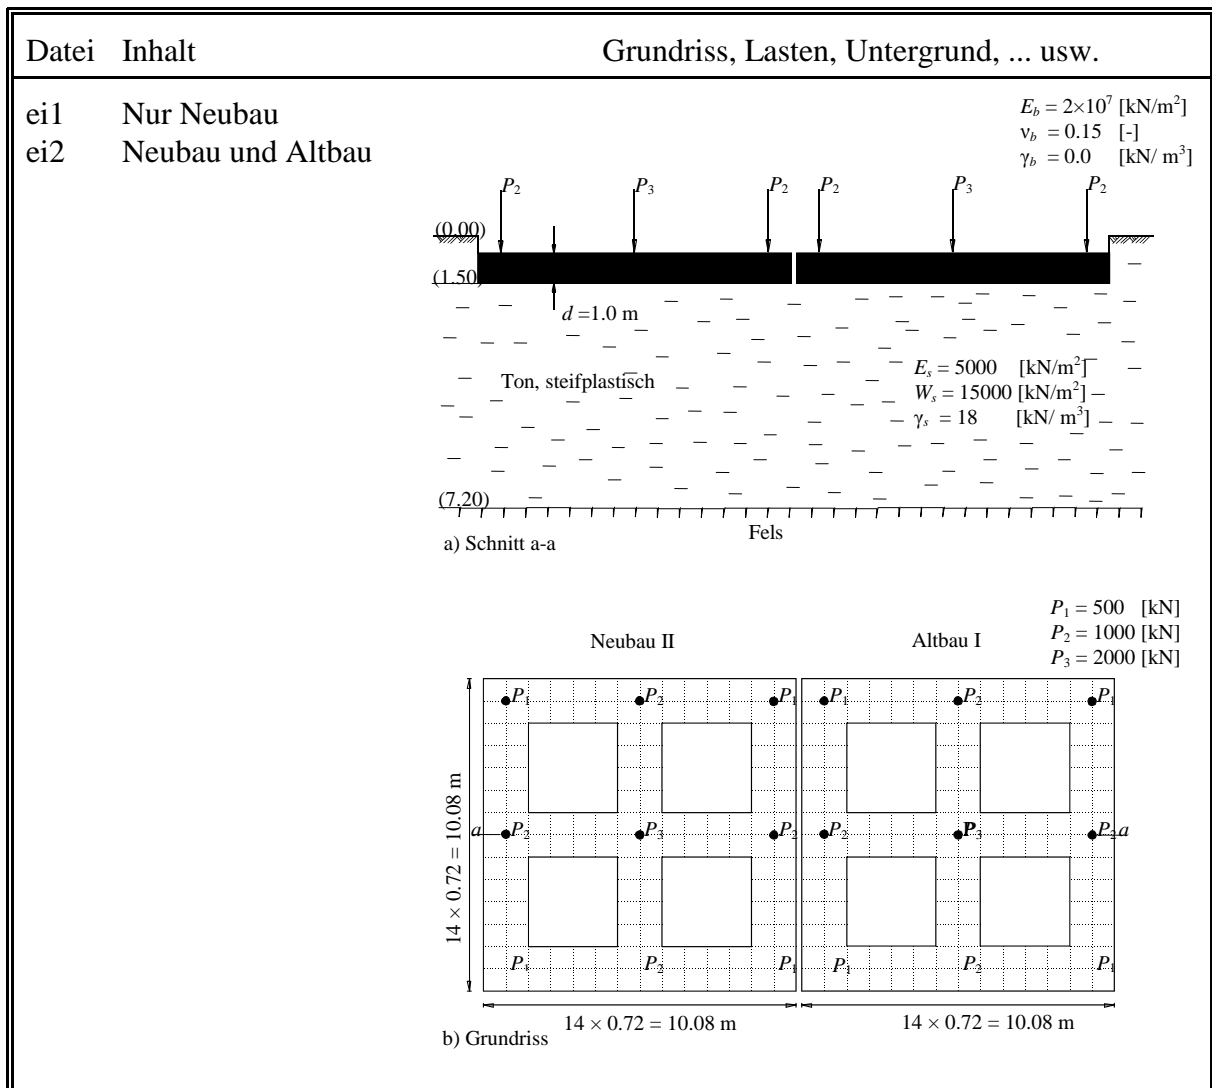 Datei Inhalt Grundriss, Lasten, Untergrund, ... usw.
ei1 Nur Neubau
ei2 Neubau und Altbau
E_b = 2×10^7 [kN/m²]
ν_b = 0.15 [-]
γ_b = 0.0 [kN/ m³]
P₂ P₃ P₂ P₂ P₃ P₂
(0.00)
(1.50)
d =1.0 m
Ton, steifplastisch
E_s = 5000 [kN/m²]
W_s = 15000 [kN/m²]
γ_s = 18 [kN/ m³]
(7.20)
Fels
a) Schnitt a-a
P₁ = 500 [kN]
P₂ = 1000 [kN]
P₃ = 2000 [kN]
Neubau II Altbau I
P₁ P₂ P₁ P₁ P₂ P₁
a P₂ P₃ P₂ P₂ P₃ P₂ a
P₁ P₂ P₁ P₁ P₂ P₁
14 × 0.72 = 10.08 m
14 × 0.72 = 10.08 m 14 × 0.72 = 10.08 m
b) Grundriss